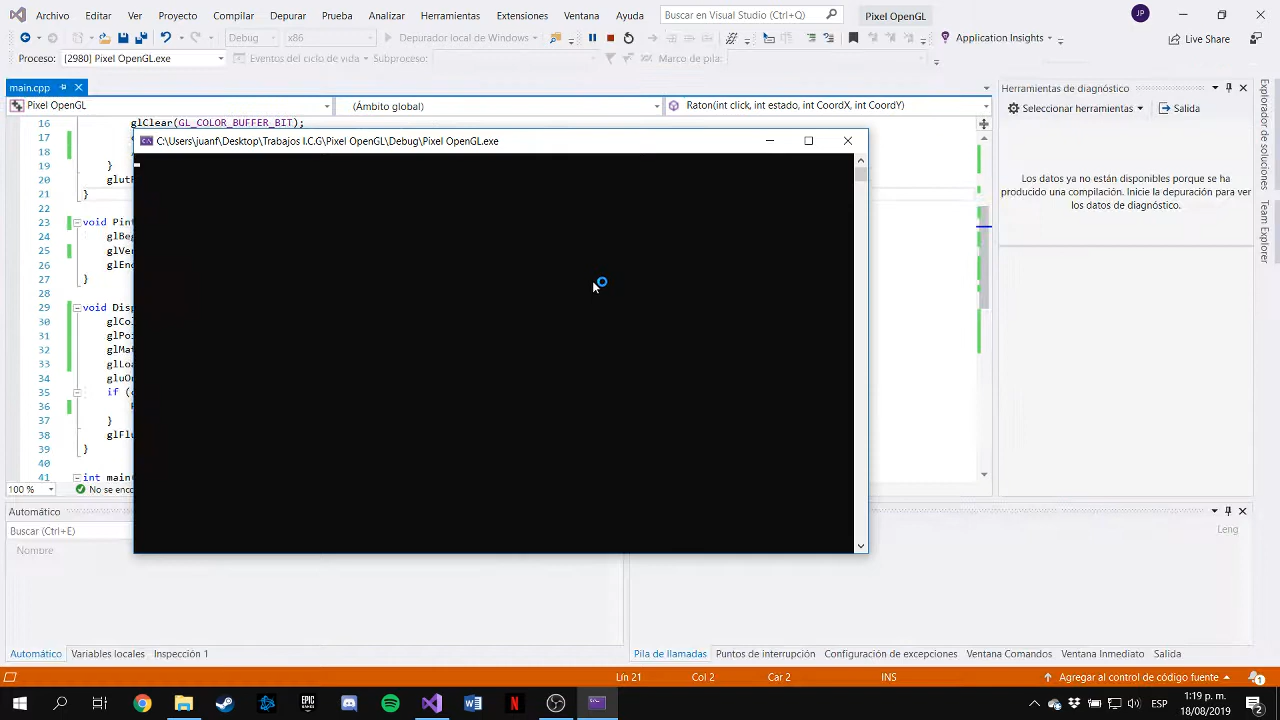 Archivo Editar Ver Proyecto Compilar Depurar Prueba Analizar Herramientas Extensiones Ventana Ayuda Buscar en Visual Studio (Ctrl+Q) Pixel OpenGL JP
Debug x86 Depurador local de Windows Application Insights Live Share
Proceso: [2980] Pixel OpenGL.exe Eventos del ciclo de vida Subproceso: Marco de pila:
main.cpp
Pixel OpenGL (Ámbito global) Raton(int click, int estado, int CoordX, int CoordY)
16 glClear(GL_COLOR_BUFFER_BIT);
17
C:\Users\juanf\Desktop\Trabajos I.C.G\Pixel OpenGL\Debug\Pixel OpenGL.exe
18
19 }
20
21 }
22
23 void
24
25
26
27 }
28
29 void
30
31
32
33
34
35 if
36
37 }
38
39 }
40
41 int main(
100 %
Herramientas de diagnóstico
Seleccionar herramientas Salida
Los datos ya no están disponibles porque se ha
producido una compilación. Inicie la depuración para ver
los datos de diagnóstico.
Explorador de
Team Explorer
Automático
Buscar (Ctrl+E)
Nombre
Leng
Automático Variables locales Inspección 1
Pila de llamadas Puntos de interrupción Configuración de excepciones Ventana Comandos Ventana Inmediato Salida
Lín 21 Col 2 Car 2 INS Agregar al control de código fuente 1
EPIC GAMES ESP 1:19 p. m. 18/08/2019 2